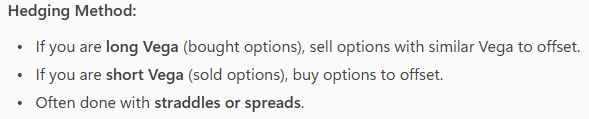 Hedging Method:
• If you are long Vega (bought options), sell options with similar Vega to offset.
• If you are short Vega (sold options), buy options to offset.
• Often done with straddles or spreads.